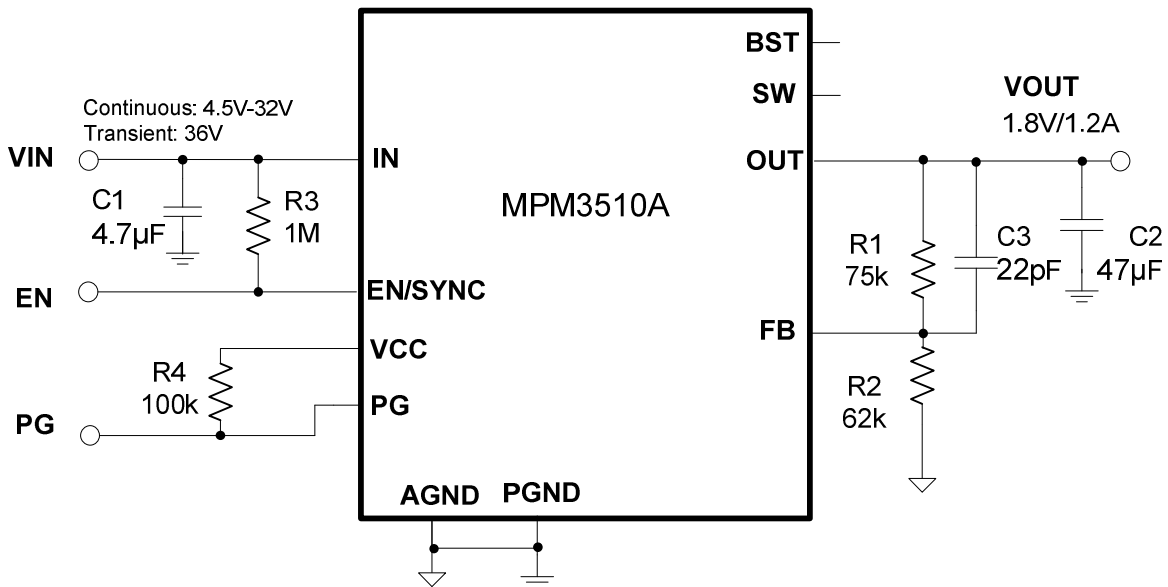 BST
SW
VOUT
1.8V/1.2A
Continuous: 4.5V-32V
Transient: 36V
VIN
IN
OUT
MPM3510A
C1
4.7µF
R3
1M
R1
75k
C3
22pF
C2
47µF
EN
EN/SYNC
FB
VCC
R4
100k
PG
PG
R2
62k
AGND
PGND